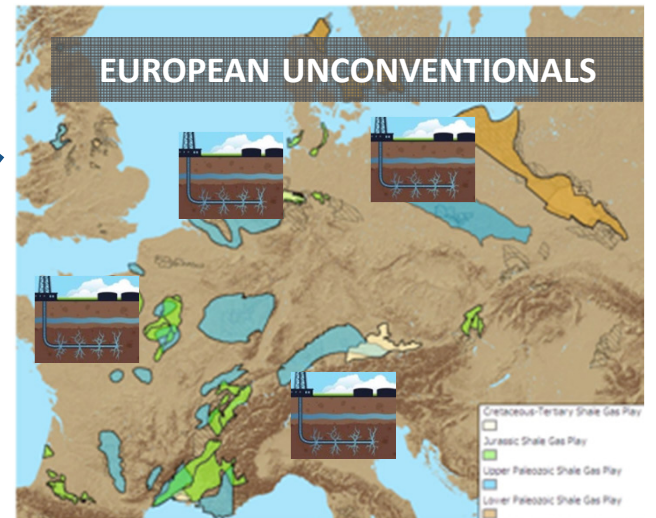 EUROPEAN UNCONVENTIONALS
Cretaceous-Tertiary Shale Gas Play
Jurassic Shale Gas Play
Upper Paleozoic Shale Gas Play
Lower Paleozoic Shale Gas Play